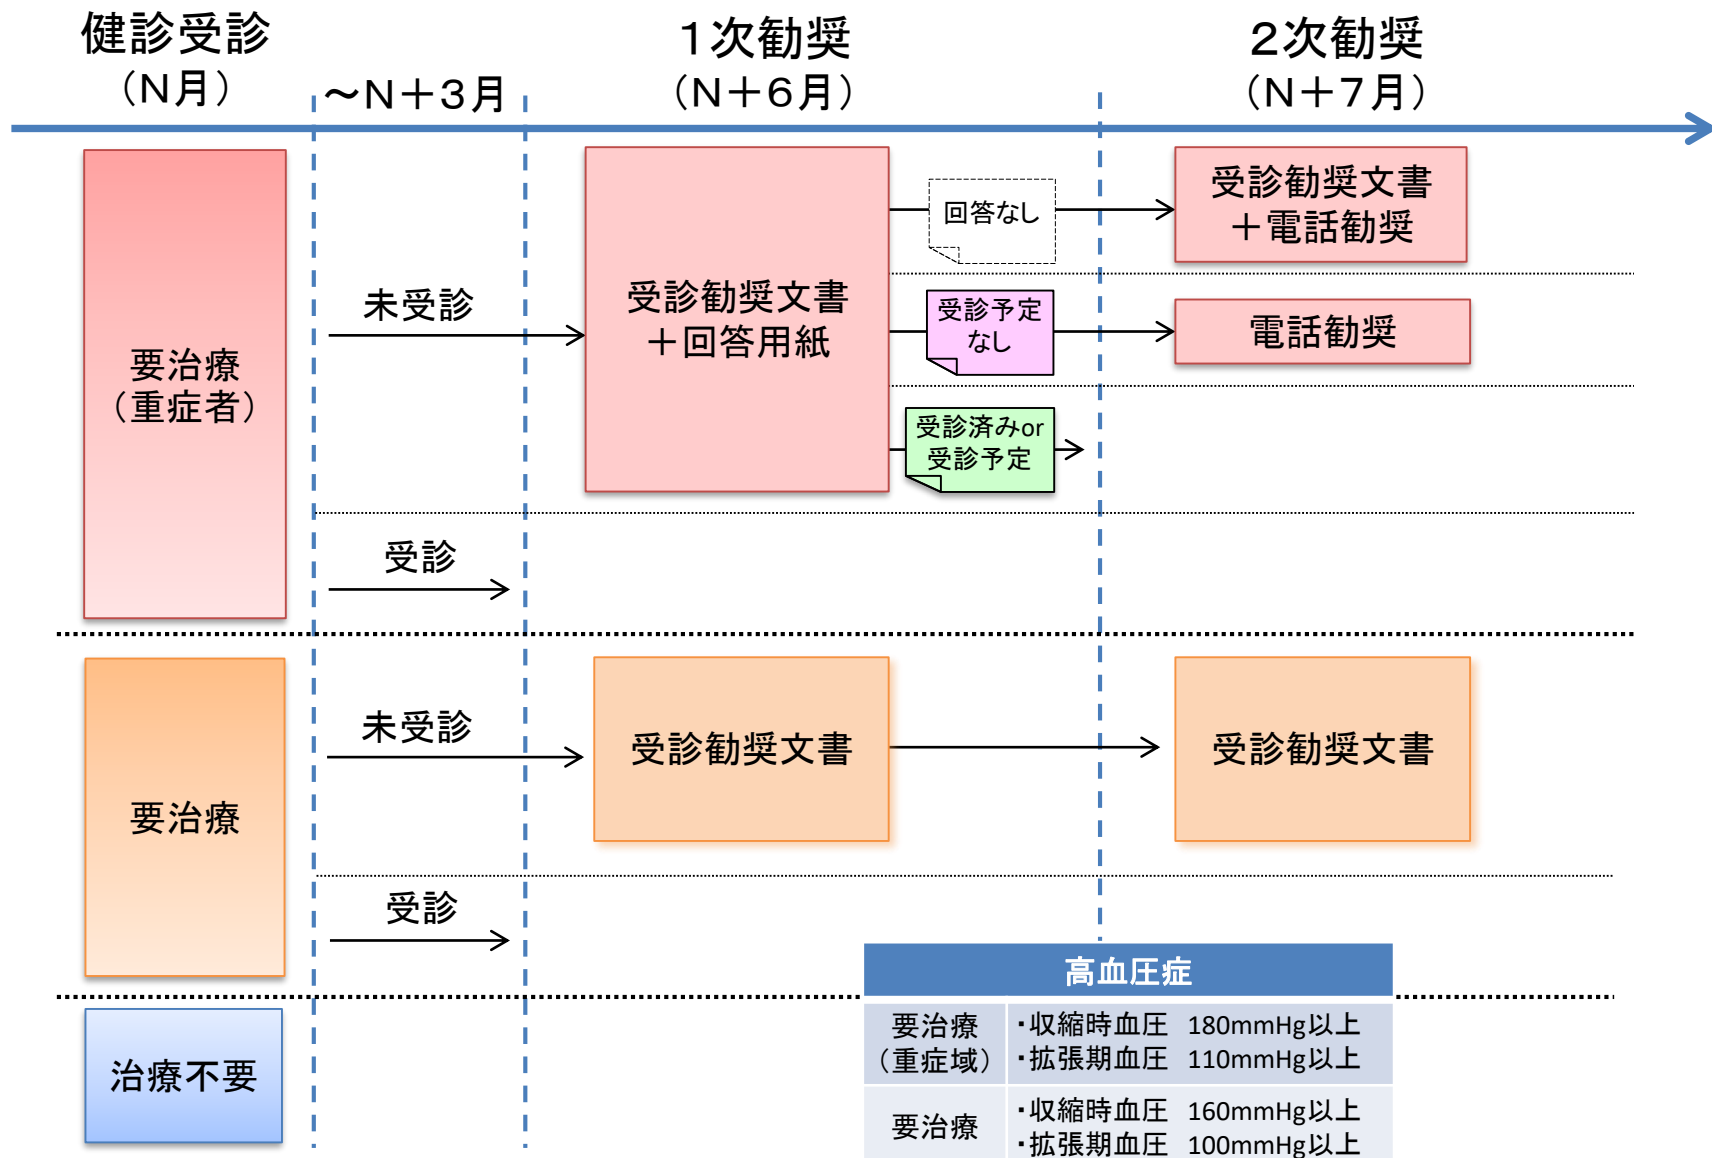 健診受診
（N月）
～N＋３月
１次勧奨
（N＋６月）
２次勧奨
（N＋７月）
要治療
（重症者）
未受診
受診勧奨文書
＋回答用紙
回答なし
受診勧奨文書
＋電話勧奨
受診予定
なし
電話勧奨
受診済みor
受診予定
受診
要治療
未受診
受診勧奨文書
受診勧奨文書
受診
治療不要
高血圧症
要治療
（重症域）
・収縮時血圧 180mmHg以上
・拡張期血圧 110mmHg以上
要治療
・収縮時血圧 160mmHg以上
・拡張期血圧 100mmHg以上